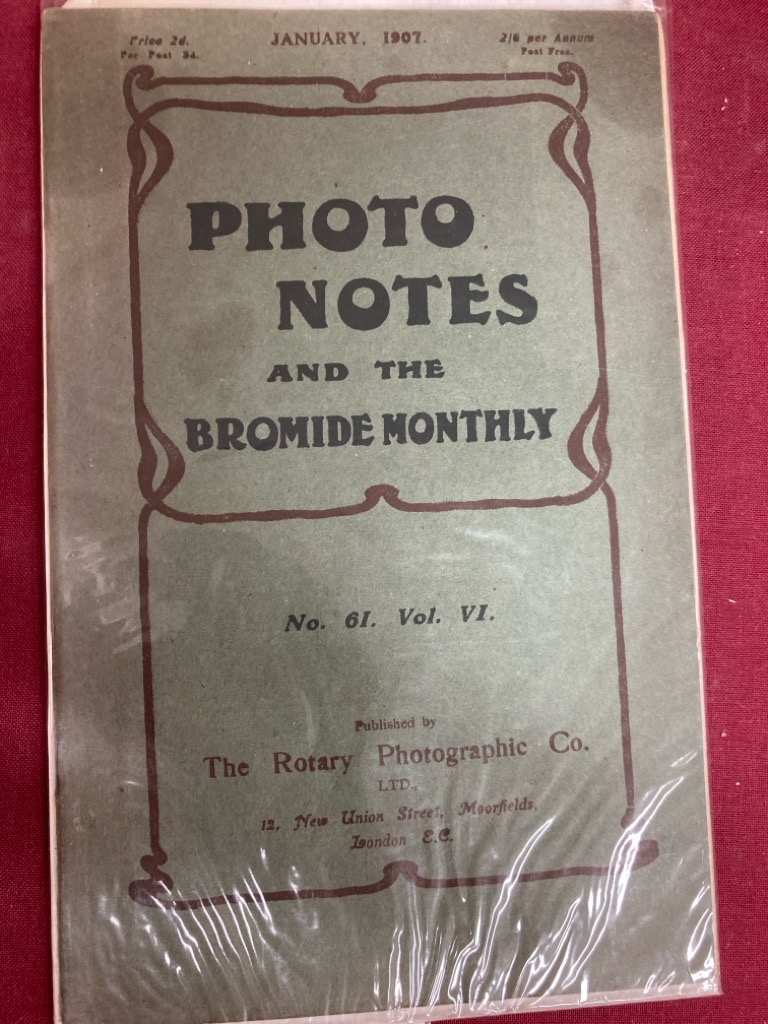 Price 2d.
Per Post 3d.
JANUARY, 1907.
2/6 per Annum
Post Free.
PHOTO
NOTES
AND THE
BROMIDE MONTHLY
No. 61. Vol. VI.
Published by
The Rotary Photographic Co.
LTD.,
12, New Union Street, Moorfields,
London E.C.